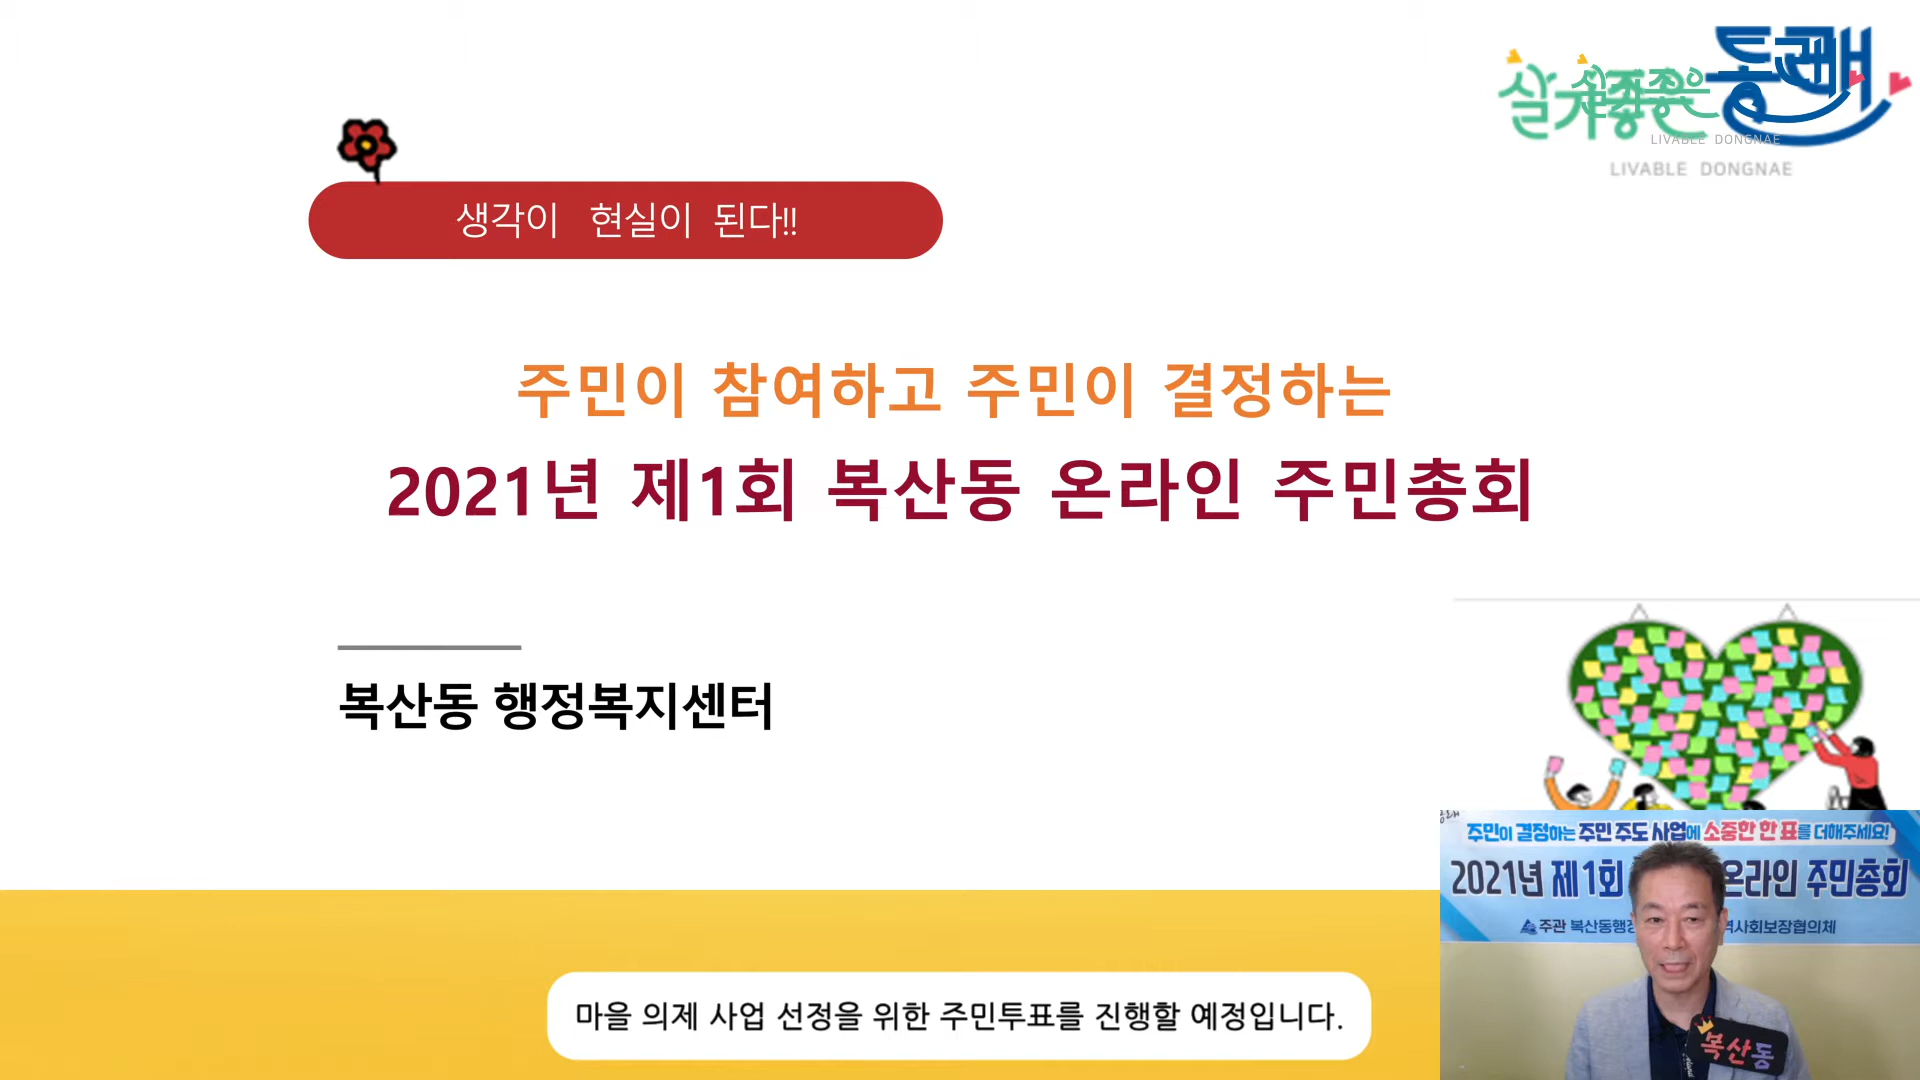 살기좋은 동래
LIVABLE DONGNAE
LIVABLE DONGNAE
생각이 현실이 된다!!
주민이 참여하고 주민이 결정하는
2021년 제1회 복산동 온라인 주민총회
복산동 행정복지센터
주민이 결정하는 주민 주도 사업에 소중한 한 표를 더해주세요!
2021년 제1회 온라인 주민총회
주관 복산동행정 역사회보장협의체
복산동
마을 의제 사업 선정을 위한 주민투표를 진행할 예정입니다.